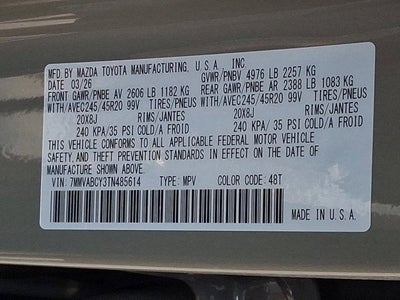 MFD. BY MAZDA TOYOTA MANUFACTURING, U.S.A., INC.
DATE 03/26 GVWR/PNBV 4976 LB 2257 KG
FRONT GAWR/PNBE AV 2606 LB 1182 KG REAR GAWR/PNBE AR 2388 LB 1083 KG
WITH/AVEC245/45R20 99V TIRES/PNEUS WITH/AVEC245/45R20 99V TIRES/PNEUS
20X8J RIMS/JANTES 20X8J RIMS/JANTES
240 KPA/ 35 PSI COLD/A FROID 240 KPA/ 35 PSI COLD/A FROID
THIS VEHICLE CONFORMS TO ALL APPLICABLE FEDERAL MOTOR VEHICLE
SAFETY AND THEFT PREVENTION STANDARDS IN EFFECT ON THE DATE OF
MANUFACTURE SHOWN ABOVE.
VIN: 7MMVABCY3TN485614 TYPE: MPV COLOR CODE: 48T
MADE IN U.S.A.